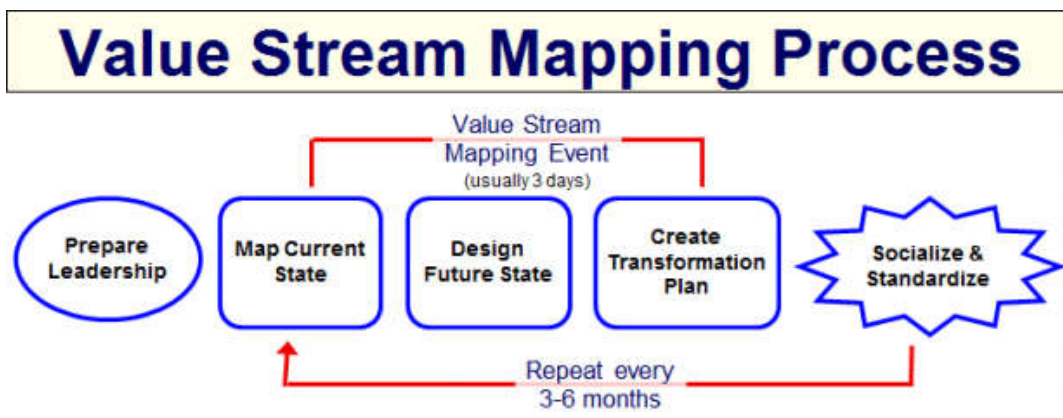 Value Stream Mapping Process
Value Stream
Mapping Event
(usually 3 days)
Prepare
Leadership
Map Current
State
Design
Future State
Create
Transformation
Plan
Socialize &
Standardize
Repeat every
3-6 months